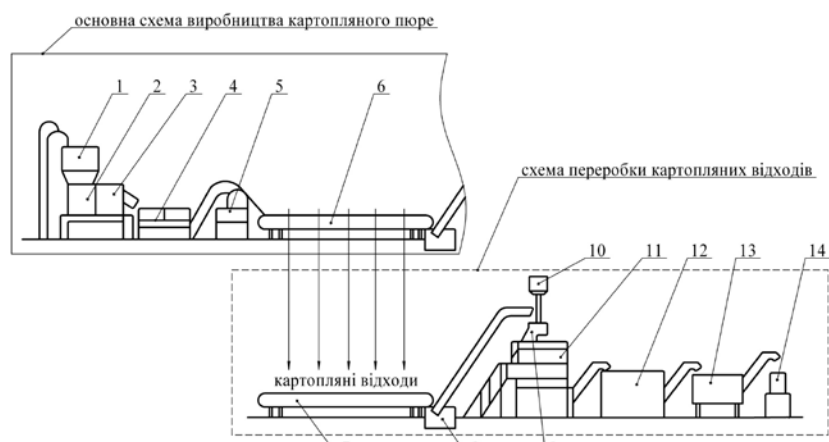 основна схема виробництва картопляного пюре
1 2 3 4 5 6
схема переробки картопляних відходів
10 11 12 13 14
картопляні відходи